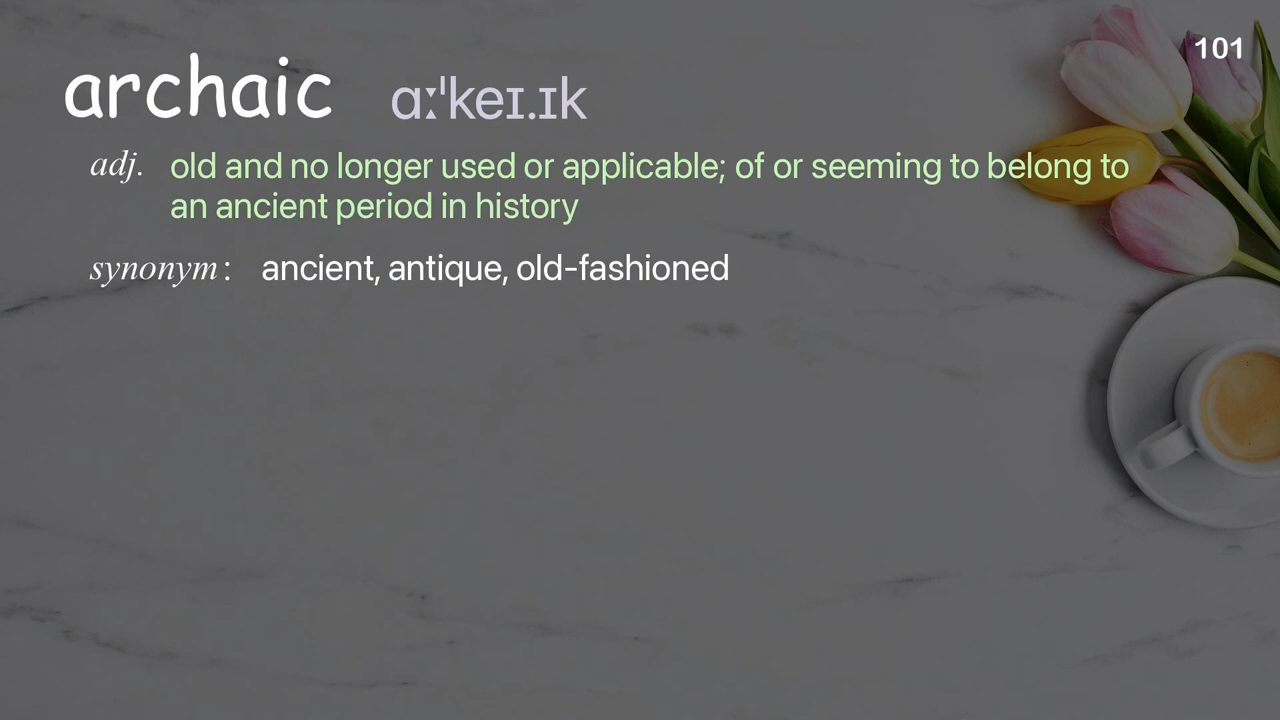 101
archaic ɑːˈkeɪ.ɪk
adj. old and no longer used or applicable; of or seeming to belong to
an ancient period in history
synonym: ancient, antique, old-fashioned